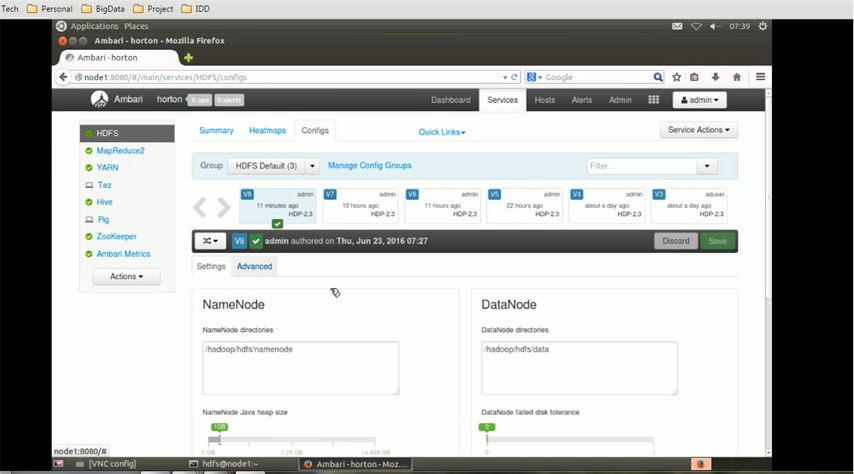 Tech Personal BigData Project IDD
Applications Places 07:39
Ambari - horton - Mozilla Firefox
Ambari - horton
node1:8080/#/main/services/HDFS/configs Google
Ambari horton 0 ops 0 alerts Dashboard Services Hosts Alerts Admin admin
HDFS
MapReduce2
YARN
Tez
Hive
Pig
ZooKeeper
Ambari Metrics
Actions
Summary Heatmaps Configs Quick Links Service Actions
Group HDFS Default (3) Manage Config Groups Filter...
V8 admin
11 minutes ago
HDP-2.3
V7 admin
10 hours ago
HDP-2.3
V6 admin
11 hours ago
HDP-2.3
V5 admin
22 hours ago
HDP-2.3
V4 admin
about a day ago
HDP-2.3
V3 aduser
about a day ago
HDP-2.3
V8 admin authored on Thu, Jun 23, 2016 07:27 Discard Save
Settings Advanced
NameNode
NameNode directories
/hadoop/hdfs/namenode
NameNode Java heap size
0 GB 7.25 GB
DataNode
DataNode directories
/hadoop/hdfs/data
DataNode failed disk tolerance
0
0 1
node1:8080/#
[VNC config] hdfs@node1:~ Ambari - horton - Moz...